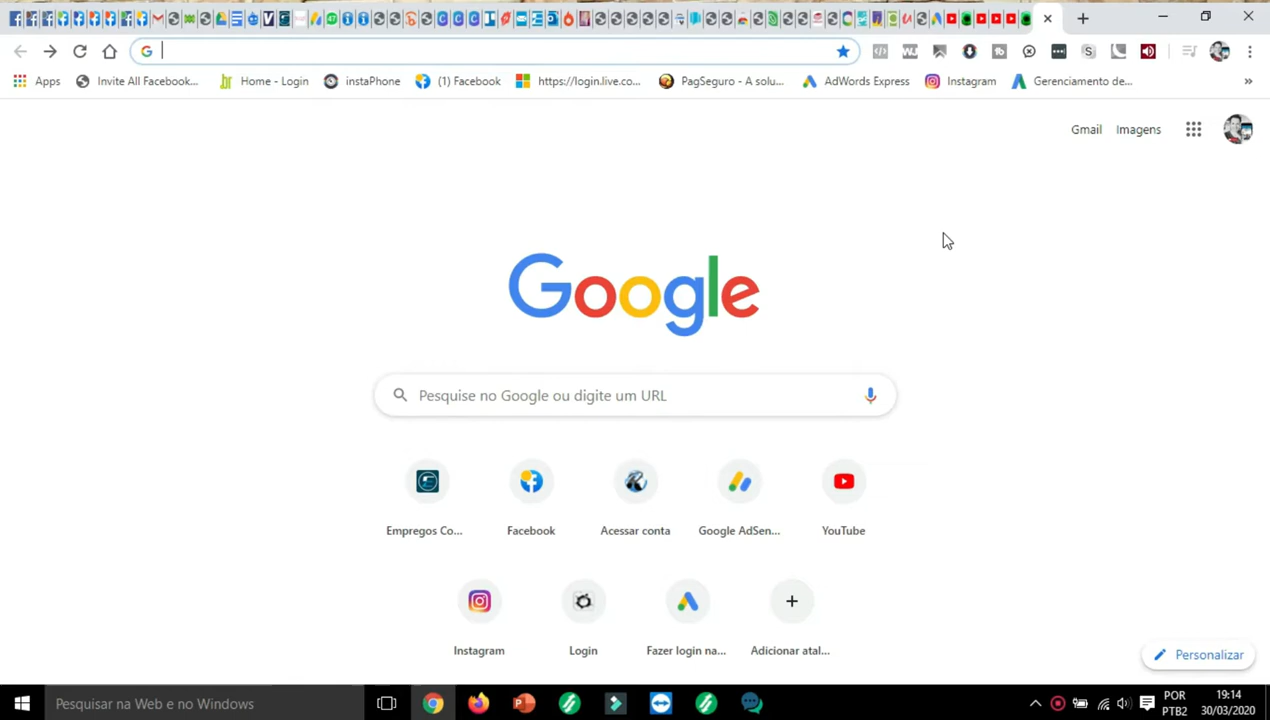 Apps Invite All Facebook... Home - Login instaPhone (1) Facebook https://login.live.co... PagSeguro - A solu... AdWords Express Instagram Gerenciamento de... »
Gmail Imagens
Google
Pesquise no Google ou digite um URL
Empregos Co... Facebook Acessar conta Google AdSen... YouTube
Instagram Login Fazer login na... Adicionar atal...
Personalizar
Pesquisar na Web e no Windows
POR 19:14
PTB2 30/03/2020